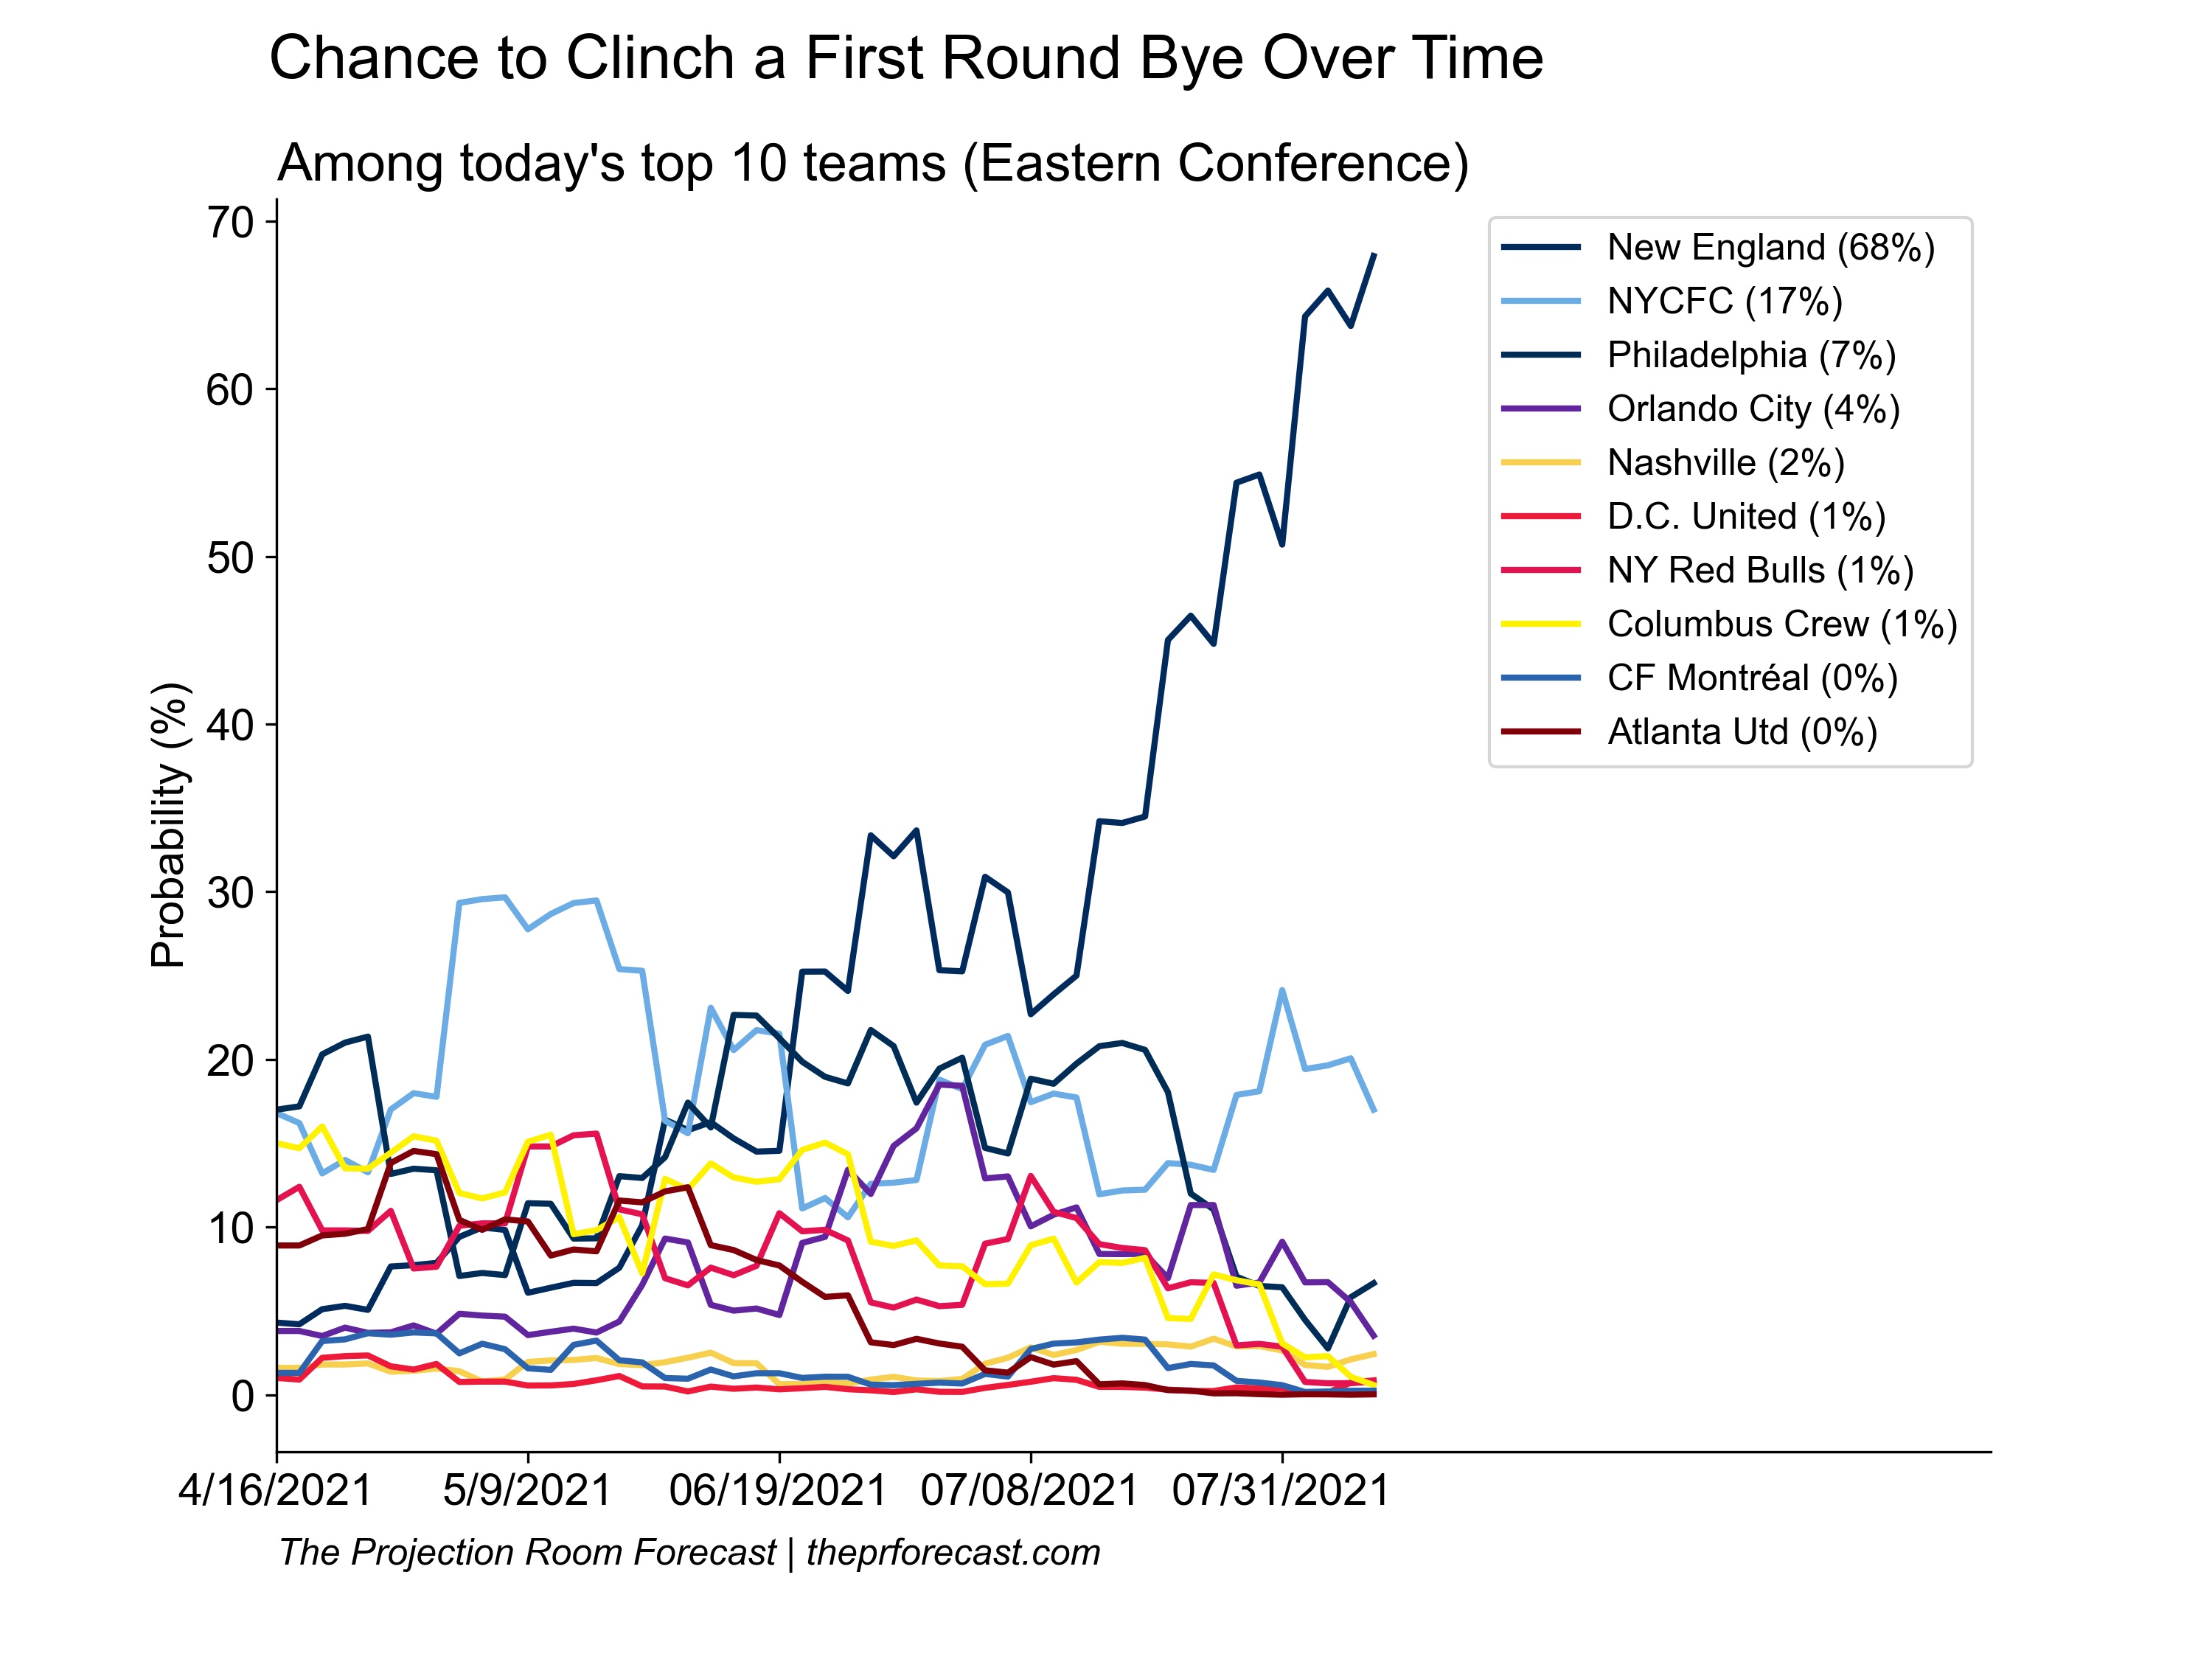 Chance to Clinch a First Round Bye Over Time
Among today's top 10 teams (Eastern Conference)
70
60
50
40
30
20
10
0
Probability (%)
New England (68%)
NYCFC (17%)
Philadelphia (7%)
Orlando City (4%)
Nashville (2%)
D.C. United (1%)
NY Red Bulls (1%)
Columbus Crew (1%)
CF Montréal (0%)
Atlanta Utd (0%)
4/16/2021 5/9/2021 06/19/2021 07/08/2021 07/31/2021
The Projection Room Forecast | theprforecast.com